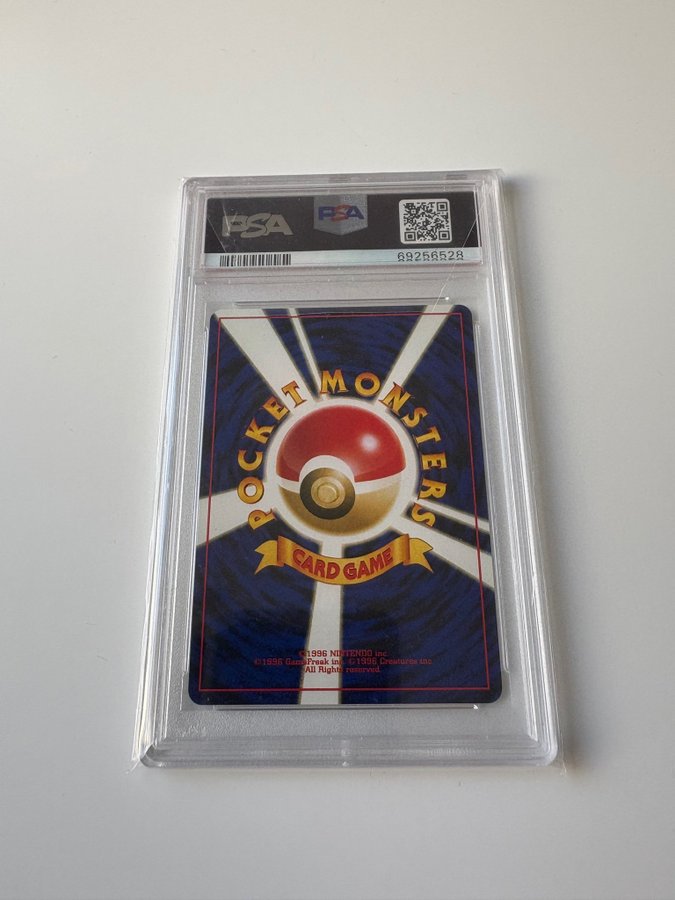 PSA
PSA
69256528
POCKET MONSTERS
CARD GAME
©1996 NINTENDO inc.
©1996 GameFreak inc. ©1996 Creatures inc.
All Rights reserved.